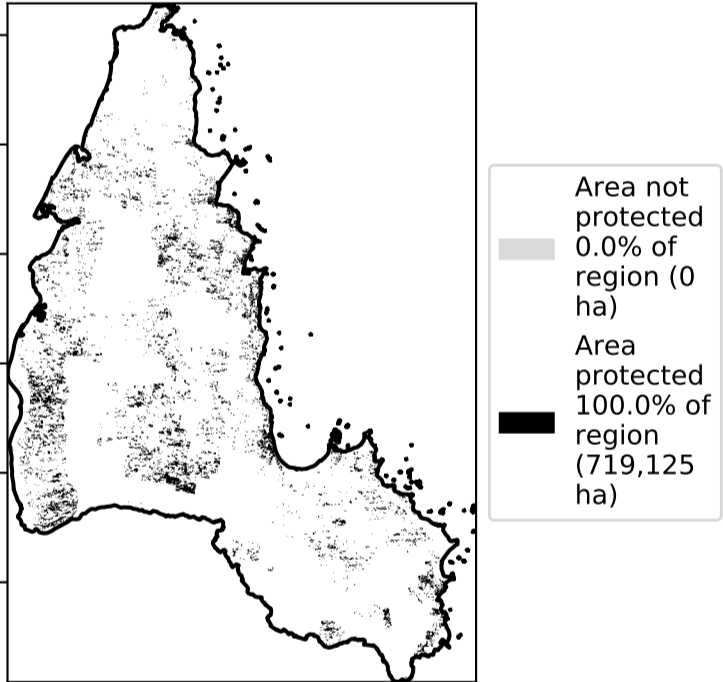 Area not
protected
0.0% of
region (0
ha)
Area
protected
100.0% of
region
(719,125
ha)